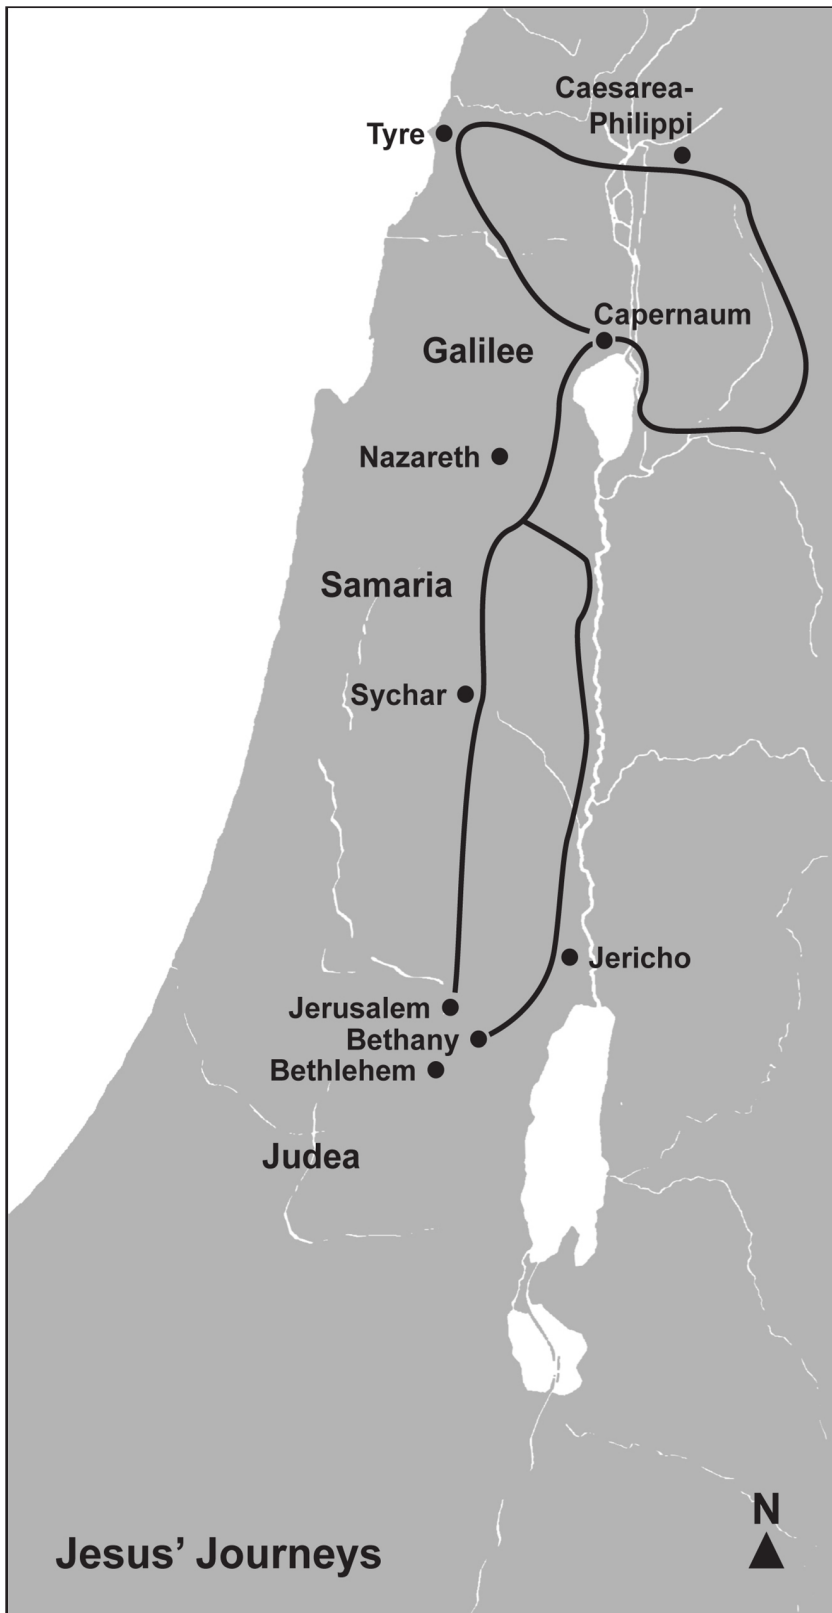 Caesarea-
Philippi
Tyre
Capernaum
Galilee
Nazareth
Samaria
Sychar
Jericho
Jerusalem
Bethany
Bethlehem
Judea
N
Jesus’ Journeys